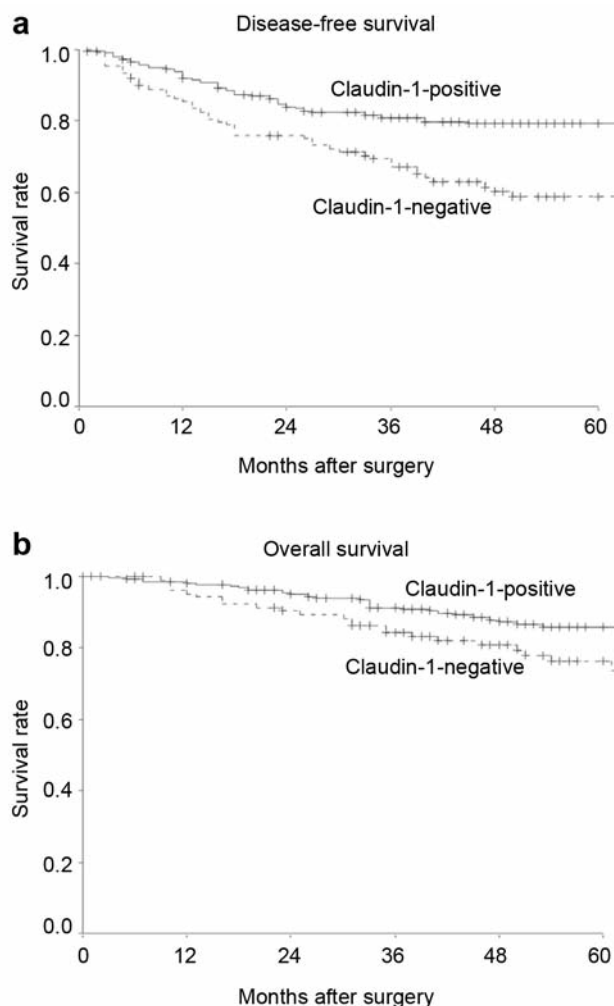 a
Disease-free survival
1.0
0.8
0.6
0.4
0.2
0.0
Survival rate
Claudin-1-positive
Claudin-1-negative
0 12 24 36 48 60
Months after surgery
b
Overall survival
1.0
0.8
0.6
0.4
0.2
0.0
Survival rate
Claudin-1-positive
Claudin-1-negative
0 12 24 36 48 60
Months after surgery